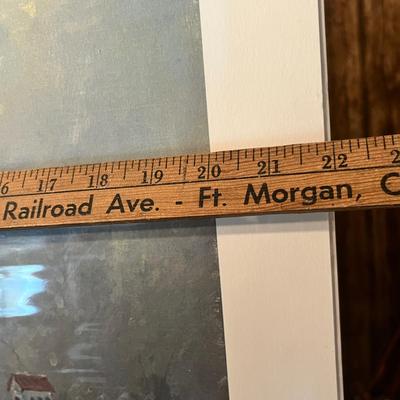 6 17 18 19 20 21 22 2
Railroad Ave. - Ft. Morgan, C